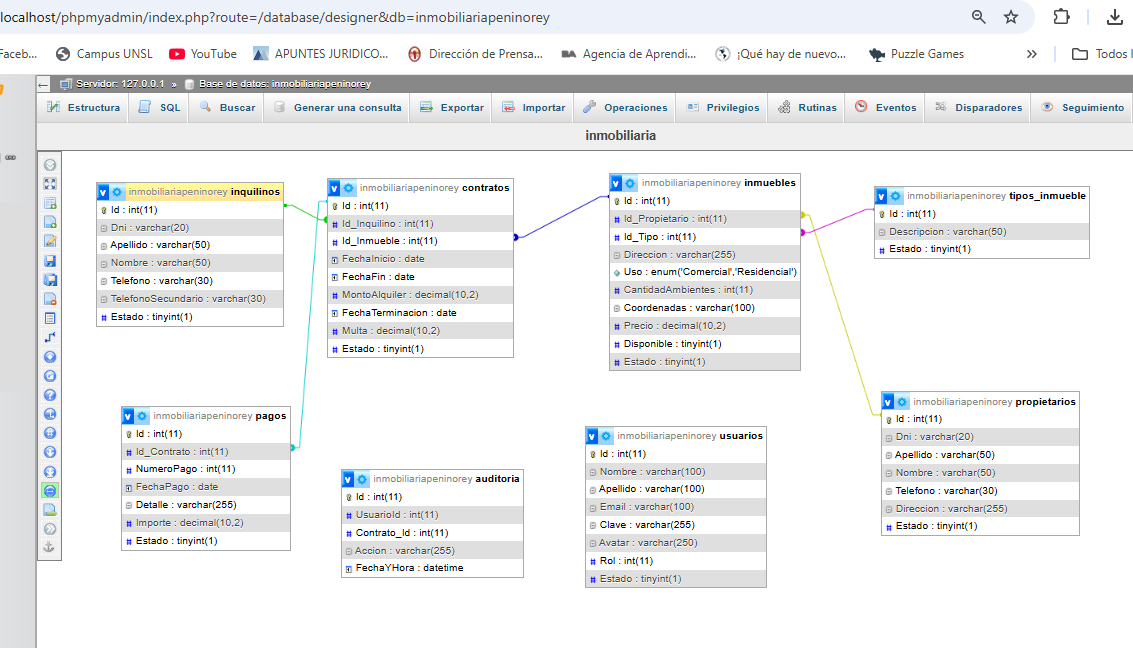 localhost/phpmyadmin/index.php?route=/database/designer&db=inmobiliariapeninorey
Faceb... Campus UNSL YouTube APUNTES JURIDICO... Dirección de Prensa... Agencia de Aprendi... ¡Qué hay de nuevo... Puzzle Games » Todos l
Servidor: 127.0.0.1 » Base de datos: inmobiliariapeninorey
Estructura SQL Buscar Generar una consulta Exportar Importar Operaciones Privilegios Rutinas Eventos Disparadores Seguimiento
inmobiliaria
v inmobiliariapeninorey inquilinos
Id : int(11)
Dni : varchar(20)
Apellido : varchar(50)
Nombre : varchar(50)
Telefono : varchar(30)
TelefonoSecundario : varchar(30)
# Estado : tinyint(1)
v inmobiliariapeninorey contratos
Id : int(11)
# Id_Inquilino : int(11)
# Id_Inmueble : int(11)
FechaInicio : date
FechaFin : date
# MontoAlquiler : decimal(10,2)
FechaTerminacion : date
# Multa : decimal(10,2)
# Estado : tinyint(1)
v inmobiliariapeninorey inmuebles
Id : int(11)
# Id_Propietario : int(11)
# Id_Tipo : int(11)
Direccion : varchar(255)
Uso : enum('Comercial','Residencial')
# CantidadAmbientes : int(11)
Coordenadas : varchar(100)
# Precio : decimal(10,2)
# Disponible : tinyint(1)
# Estado : tinyint(1)
v inmobiliariapeninorey tipos_inmueble
Id : int(11)
Descripcion : varchar(50)
# Estado : tinyint(1)
v inmobiliariapeninorey pagos
Id : int(11)
# Id_Contrato : int(11)
# NumeroPago : int(11)
FechaPago : date
Detalle : varchar(255)
# Importe : decimal(10,2)
# Estado : tinyint(1)
v inmobiliariapeninorey auditoria
Id : int(11)
# UsuarioId : int(11)
# Contrato_Id : int(11)
Accion : varchar(255)
FechaYHora : datetime
v inmobiliariapeninorey usuarios
Id : int(11)
Nombre : varchar(100)
Apellido : varchar(100)
Email : varchar(100)
Clave : varchar(255)
Avatar : varchar(250)
# Rol : int(11)
# Estado : tinyint(1)
v inmobiliariapeninorey propietarios
Id : int(11)
Dni : varchar(20)
Apellido : varchar(50)
Nombre : varchar(50)
Telefono : varchar(30)
Direccion : varchar(255)
# Estado : tinyint(1)